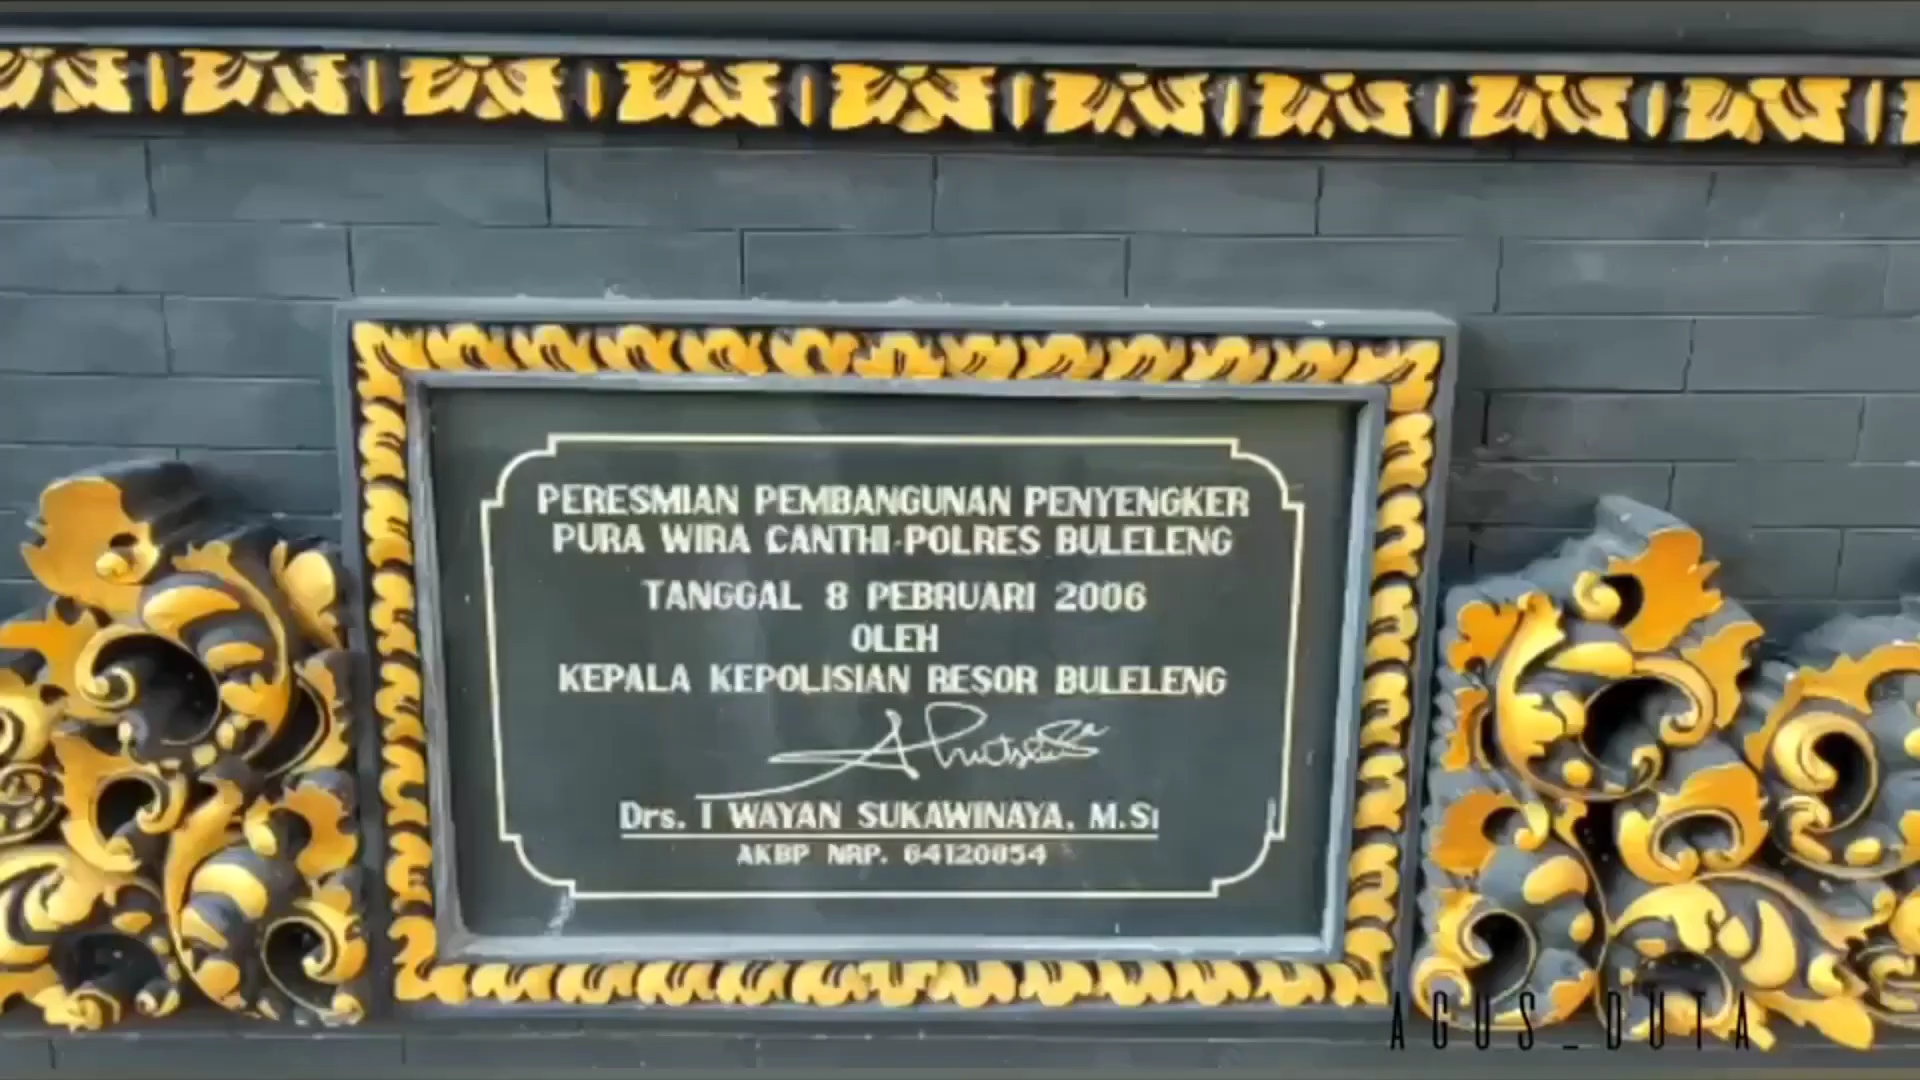 PERESMIAN PEMBANGUNAN PENYENGKER
PURA WIRA CANTHI-POLRES BULELENG
TANGGAL 8 PEBRUARI 2006
OLEH
KEPALA KEPOLISIAN RESOR BULELENG
Drs. I WAYAN SUKAWINAYA, M.Si
AKBP NRP. 64120854
AGUS_DUTA